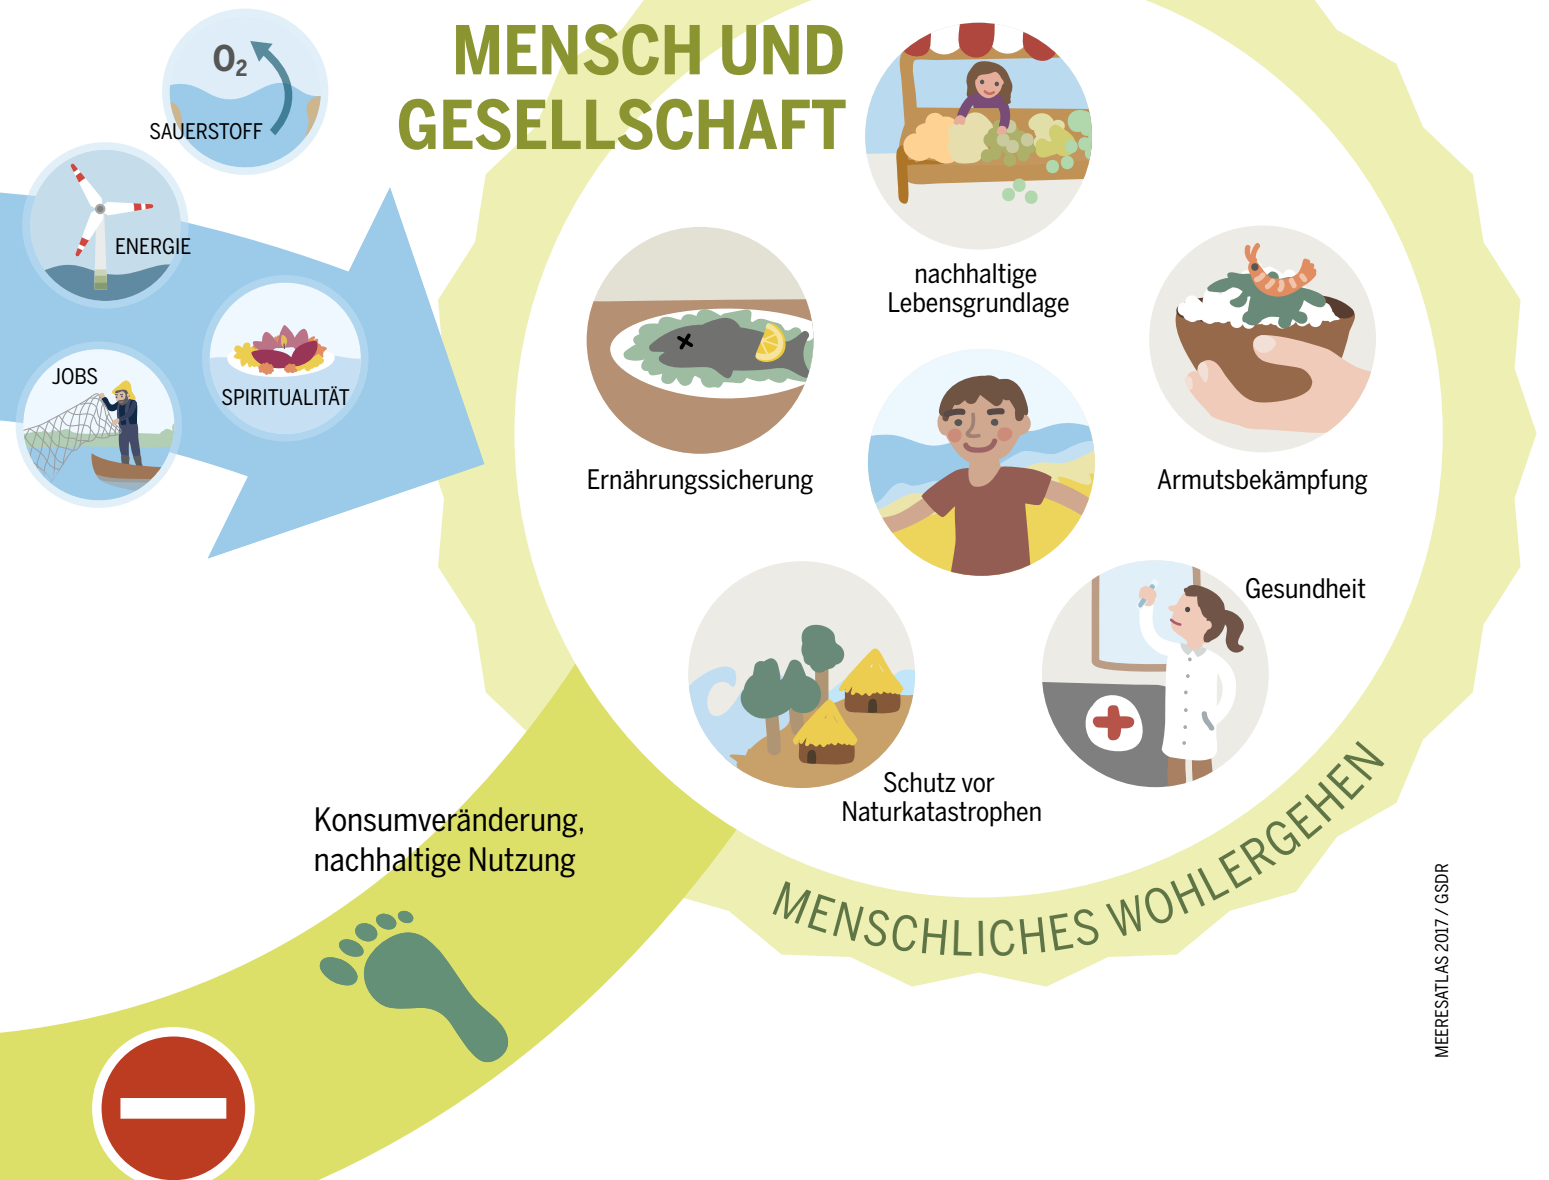 MENSCH UND
GESELLSCHAFT
O₂
SAUERSTOFF
ENERGIE
SPIRITUALITÄT
JOBS
nachhaltige
Lebensgrundlage
Ernährungssicherung
Armutsbekämpfung
Gesundheit
Schutz vor
Naturkatastrophen
Konsumveränderung,
nachhaltige Nutzung
MENSCHLICHES WOHLERGEHEN
MEERESATLAS 2017 / GSDR